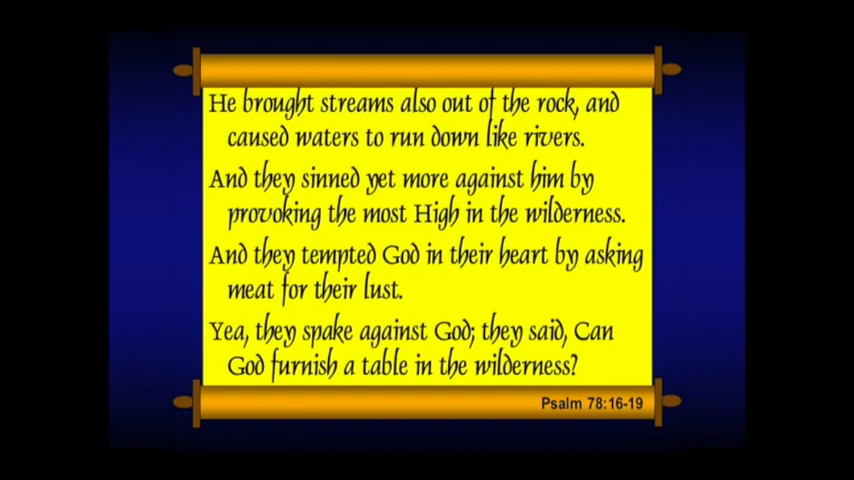 He brought streams also out of the rock, and
caused waters to run down like rivers.
And they sinned yet more against him by
provoking the most High in the wilderness.
And they tempted God in their heart by asking
meat for their lust.
Yea, they spake against God; they said, Can
God furnish a table in the wilderness?
Psalm 78:16-19